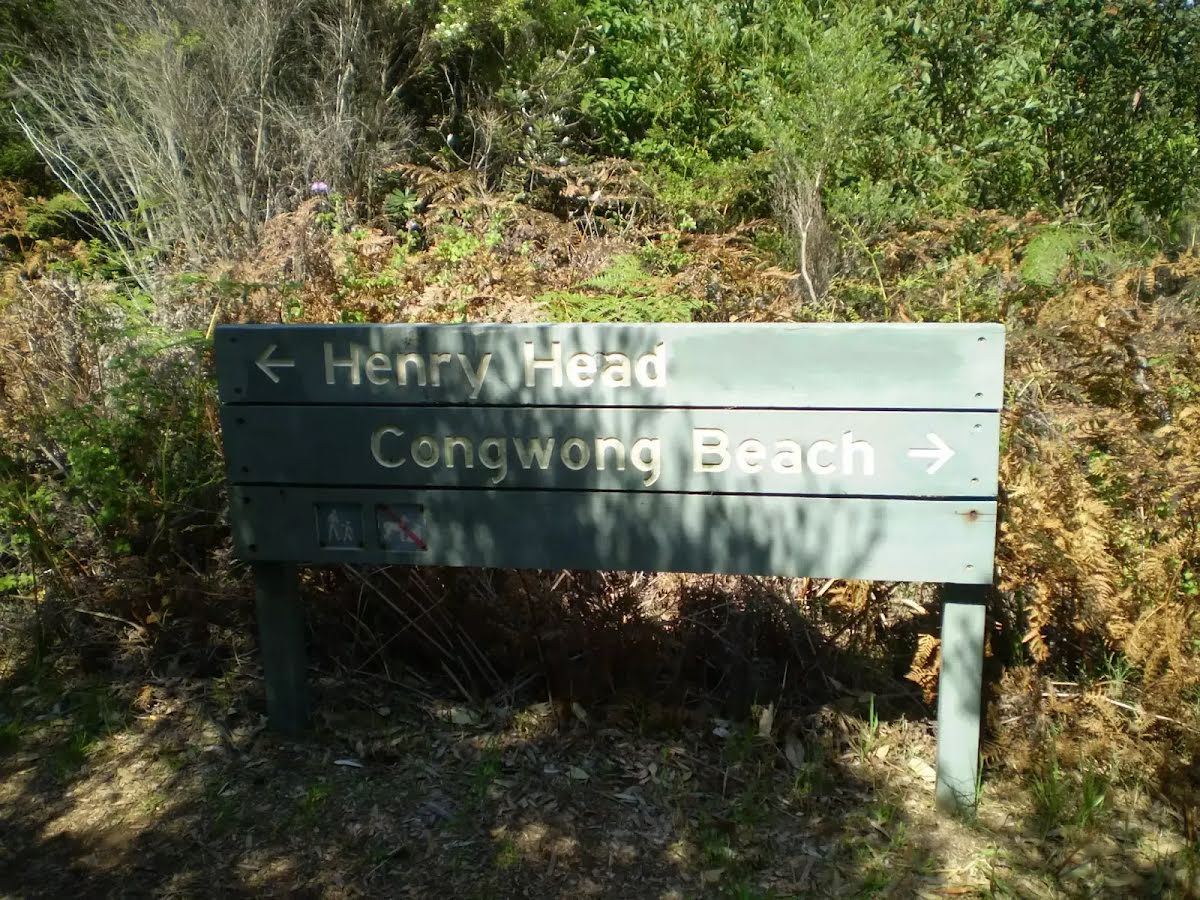 ← Henry Head
Congwong Beach →